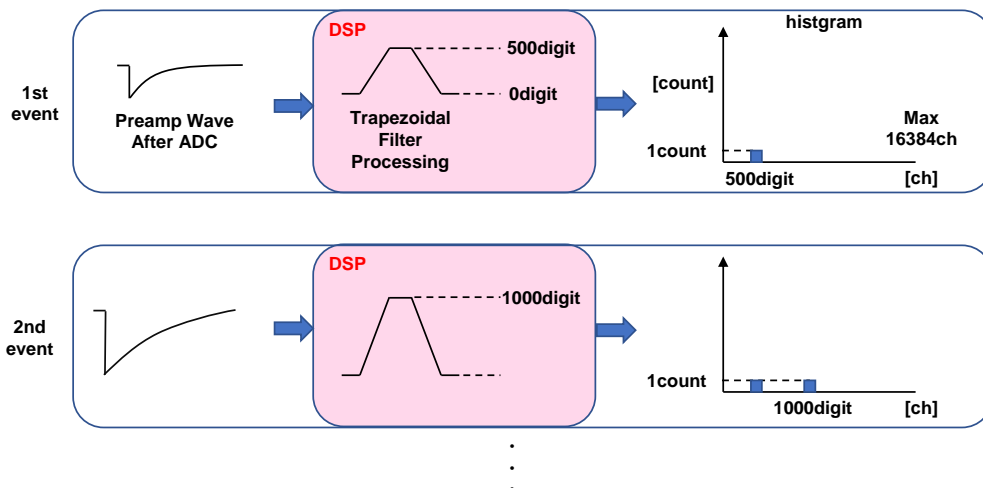 1st
event
Preamp Wave
After ADC
DSP
500digit
0digit
Trapezoidal
Filter
Processing
histgram
[count]
Max
16384ch
1count
500digit
[ch]
2nd
event
DSP
1000digit
1count
1000digit
[ch]